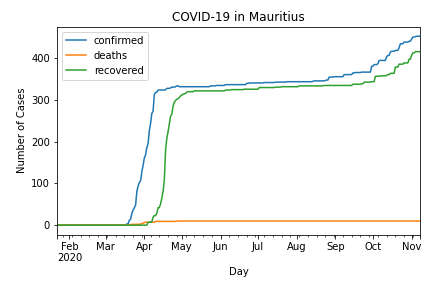 COVID-19 in Mauritius
confirmed
deaths
recovered
Number of Cases
400
300
200
100
0
Feb Mar Apr May Jun Jul Aug Sep Oct Nov
2020
Day